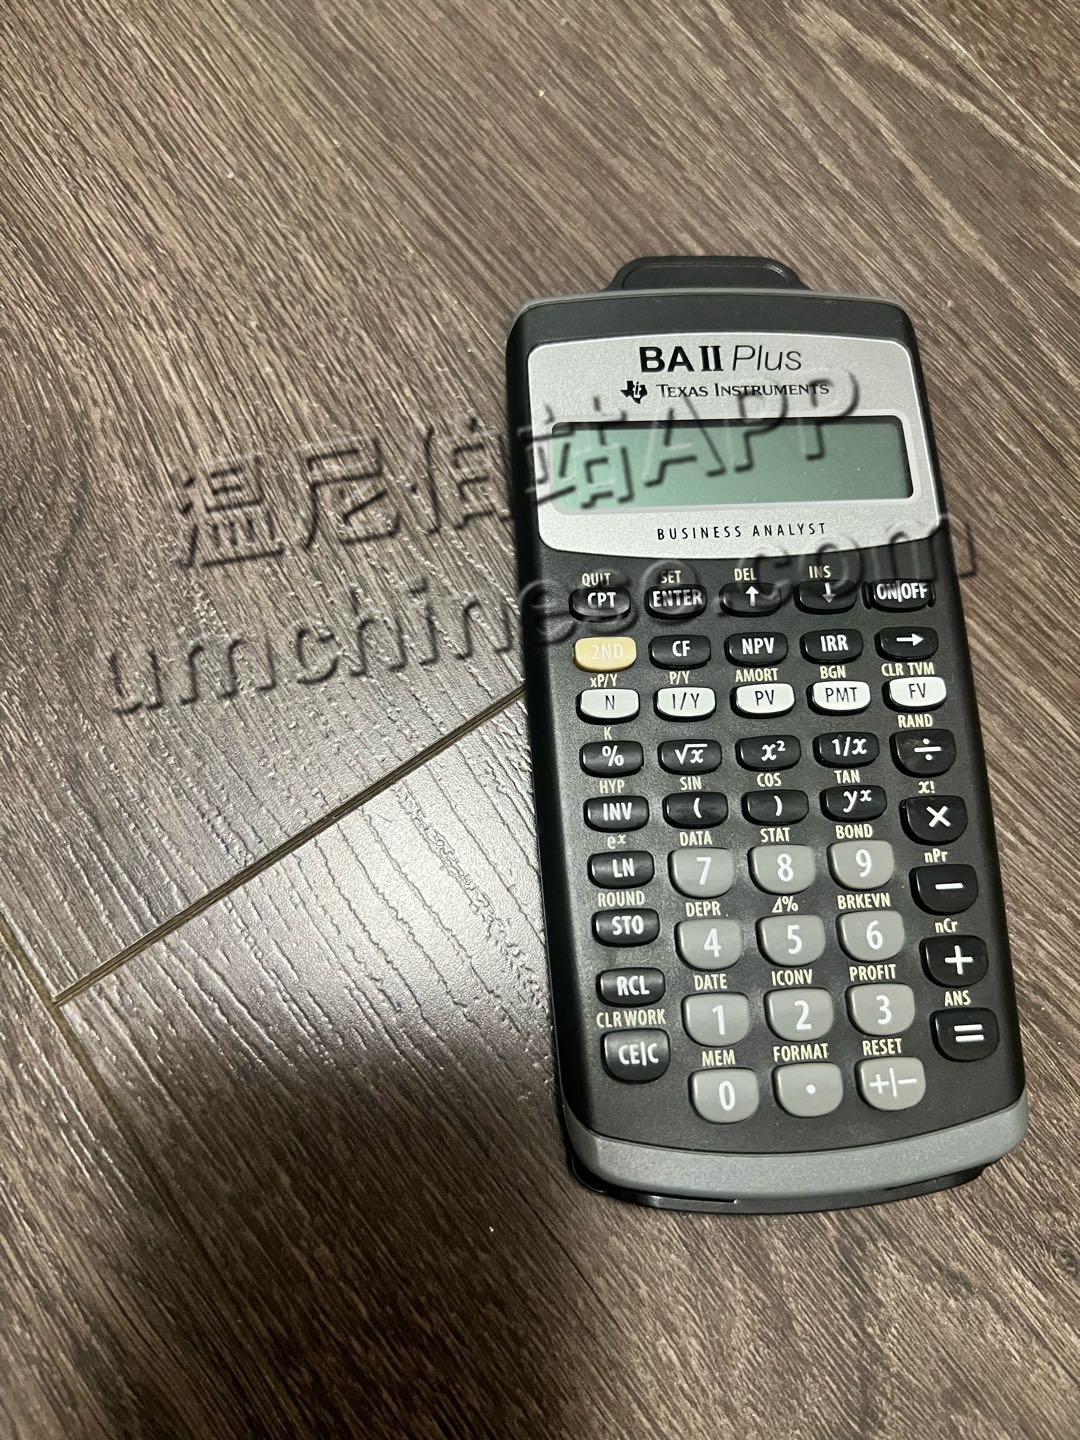 BA II Plus
TEXAS INSTRUMENTS
温尼伯站APP
umchinese.com
BUSINESS ANALYST
QUIT SET DEL INS
CPT ENTER ↑ ↓ ON|OFF
2ND CF NPV IRR →
xP/Y P/Y AMORT BGN CLR TVM
N I/Y PV PMT FV
K RAND
% √x x² 1/x ÷
HYP SIN COS TAN x!
INV ( ) yˣ ×
eˣ DATA STAT BOND nPr
LN 7 8 9 −
ROUND DEPR Δ% BRKEVN nCr
STO 4 5 6 +
DATE ICONV PROFIT ANS
RCL 1 2 3 =
CLR WORK MEM FORMAT RESET
CE|C 0 . +|−